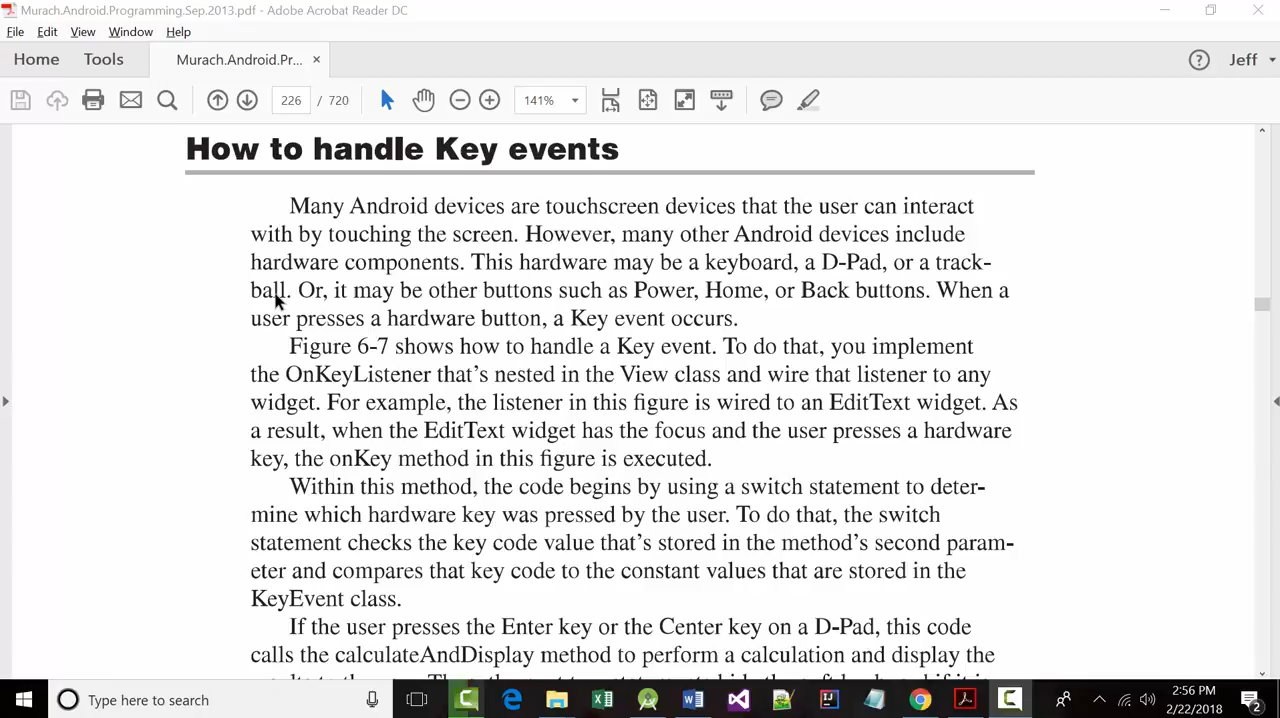 Murach.Android.Programming.Sep.2013.pdf - Adobe Acrobat Reader DC
File Edit View Window Help
Home Tools Murach.Android.Pr... × Jeff
226 / 720 141%
How to handle Key events
Many Android devices are touchscreen devices that the user can interact
with by touching the screen. However, many other Android devices include
hardware components. This hardware may be a keyboard, a D-Pad, or a track-
ball. Or, it may be other buttons such as Power, Home, or Back buttons. When a
user presses a hardware button, a Key event occurs.
Figure 6-7 shows how to handle a Key event. To do that, you implement
the OnKeyListener that's nested in the View class and wire that listener to any
widget. For example, the listener in this figure is wired to an EditText widget. As
a result, when the EditText widget has the focus and the user presses a hardware
key, the onKey method in this figure is executed.
Within this method, the code begins by using a switch statement to deter-
mine which hardware key was pressed by the user. To do that, the switch
statement checks the key code value that's stored in the method's second param-
eter and compares that key code to the constant values that are stored in the
KeyEvent class.
If the user presses the Enter key or the Center key on a D-Pad, this code
calls the calculateAndDisplay method to perform a calculation and display the
Type here to search
2:56 PM
2/22/2018
2